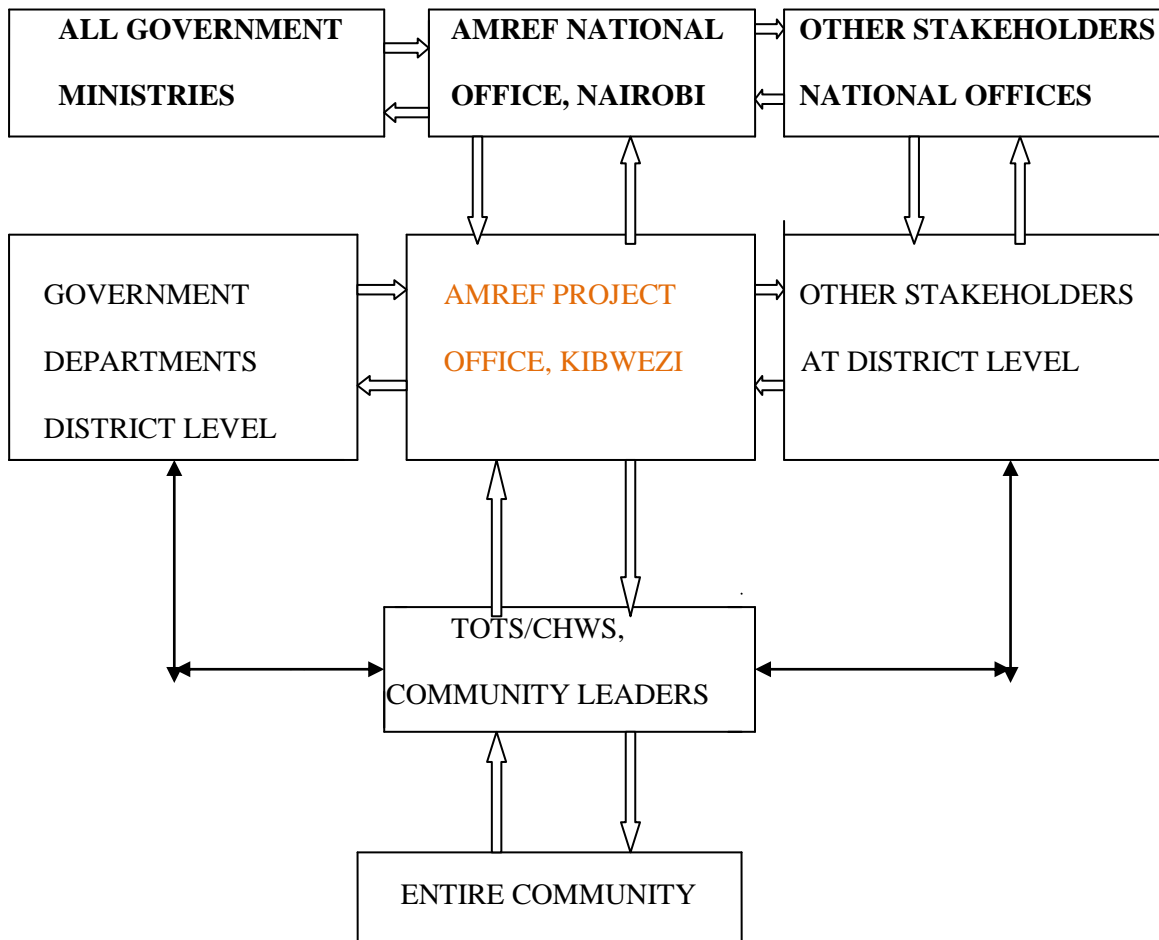 ALL GOVERNMENT
MINISTRIES
AMREF NATIONAL
OFFICE, NAIROBI
OTHER STAKEHOLDERS
NATIONAL OFFICES
GOVERNMENT
DEPARTMENTS
DISTRICT LEVEL
AMREF PROJECT
OFFICE, KIBWEZI
OTHER STAKEHOLDERS
AT DISTRICT LEVEL
TOTS/CHWS,
COMMUNITY LEADERS
ENTIRE COMMUNITY